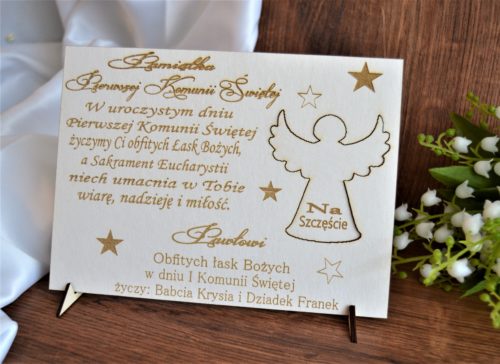 Pamiątka
Pierwszej Komunii Świętej
W uroczystym dniu
Pierwszej Komunii Świętej
życzymy Ci obfitych Łask Bożych,
a Sakrament Eucharystii
niech umacnia w Tobie
wiarę, nadzieję i miłość.
Na
Szczęście
Pawłowi
Obfitych łask Bożych
w dniu I Komunii Świętej
życzy: Babcia Krysia i Dziadek Franek